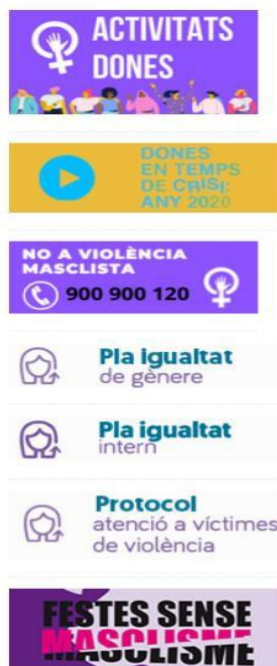 ACTIVITATS
DONES
DONES
EN TEMPS
DE CRISI:
ANY 2020
NO A VIOLÈNCIA
MASCLISTA
900 900 120
Pla igualtat
de gènere
Pla igualtat
intern
Protocol
atenció a víctimes
de violència
FESTES SENSE
MASCLISME